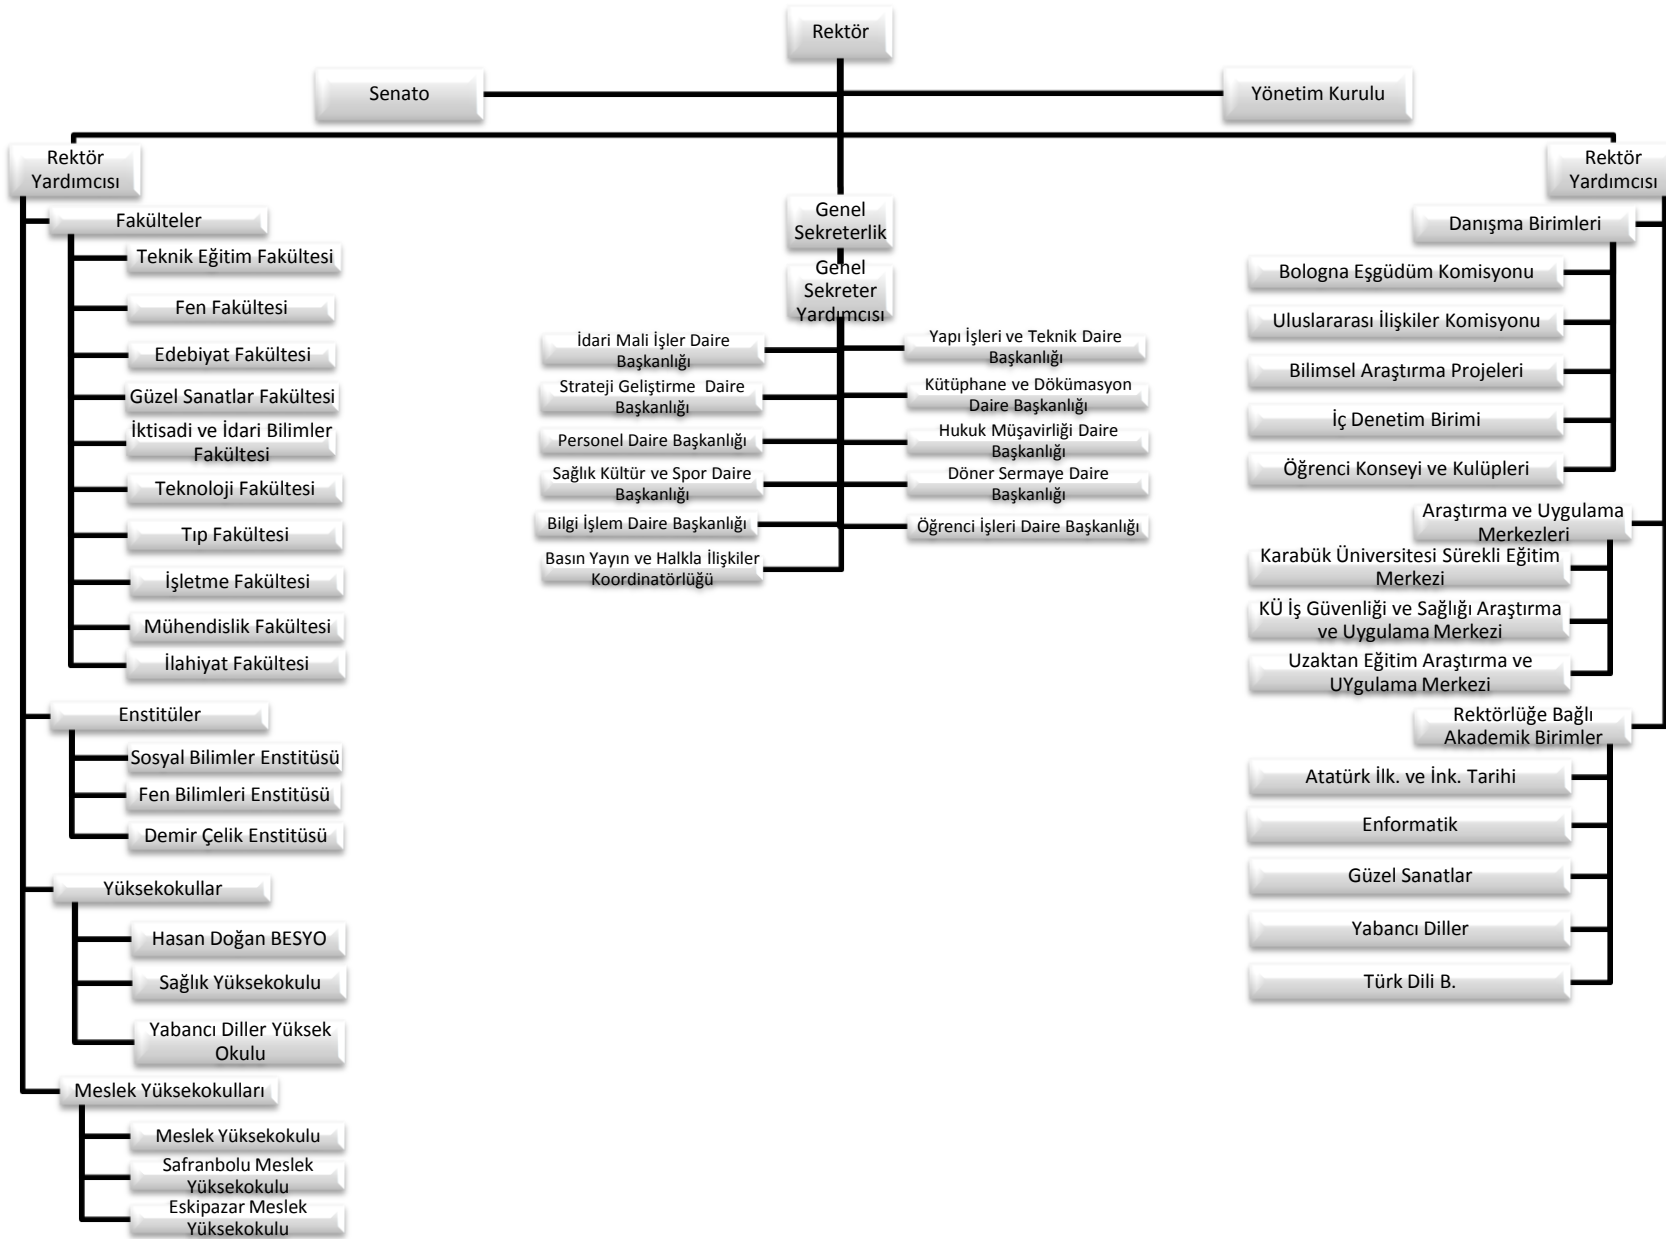 Rektör
Senato
Yönetim Kurulu
Rektör
Yardımcısı
Fakülteler
Teknik Eğitim Fakültesi
Fen Fakültesi
Edebiyat Fakültesi
Güzel Sanatlar Fakültesi
İktisadi ve İdari Bilimler
Fakültesi
Teknoloji Fakültesi
Tıp Fakültesi
İşletme Fakültesi
Mühendislik Fakültesi
İlahiyat Fakültesi
Enstitüler
Sosyal Bilimler Enstitüsü
Fen Bilimleri Enstitüsü
Demir Çelik Enstitüsü
Yüksekokullar
Hasan Doğan BESYO
Sağlık Yüksekokulu
Yabancı Diller Yüksek
Okulu
Meslek Yüksekokulları
Meslek Yüksekokulu
Safranbolu Meslek
Yüksekokulu
Eskipazar Meslek
Yüksekokulu
Genel
Sekreterlik
Genel
Sekreter
Yardımcısı
İdari Mali İşler Daire
Başkanlığı
Yapı İşleri ve Teknik Daire
Başkanlığı
Strateji Geliştirme  Daire
Başkanlığı
Kütüphane ve Dökümasyon
Daire Başkanlığı
Personel Daire Başkanlığı
Hukuk Müşavirliği Daire
Başkanlığı
Sağlık Kültür ve Spor Daire
Başkanlığı
Döner Sermaye Daire
Başkanlığı
Bilgi İşlem Daire Başkanlığı
Öğrenci İşleri Daire Başkanlığı
Basın Yayın ve Halkla İlişkiler
Koordinatörlüğü
Rektör
Yardımcısı
Danışma Birimleri
Bologna Eşgüdüm Komisyonu
Uluslararası İlişkiler Komisyonu
Bilimsel Araştırma Projeleri
İç Denetim Birimi
Öğrenci Konseyi ve Kulüpleri
Araştırma ve Uygulama
Merkezleri
Karabük Üniversitesi Sürekli Eğitim
Merkezi
KÜ İş Güvenliği ve Sağlığı Araştırma
ve Uygulama Merkezi
Uzaktan Eğitim Araştırma ve
UYgulama Merkezi
Rektörlüğe Bağlı
Akademik Birimler
Atatürk İlk. ve İnk. Tarihi
Enformatik
Güzel Sanatlar
Yabancı Diller
Türk Dili B.